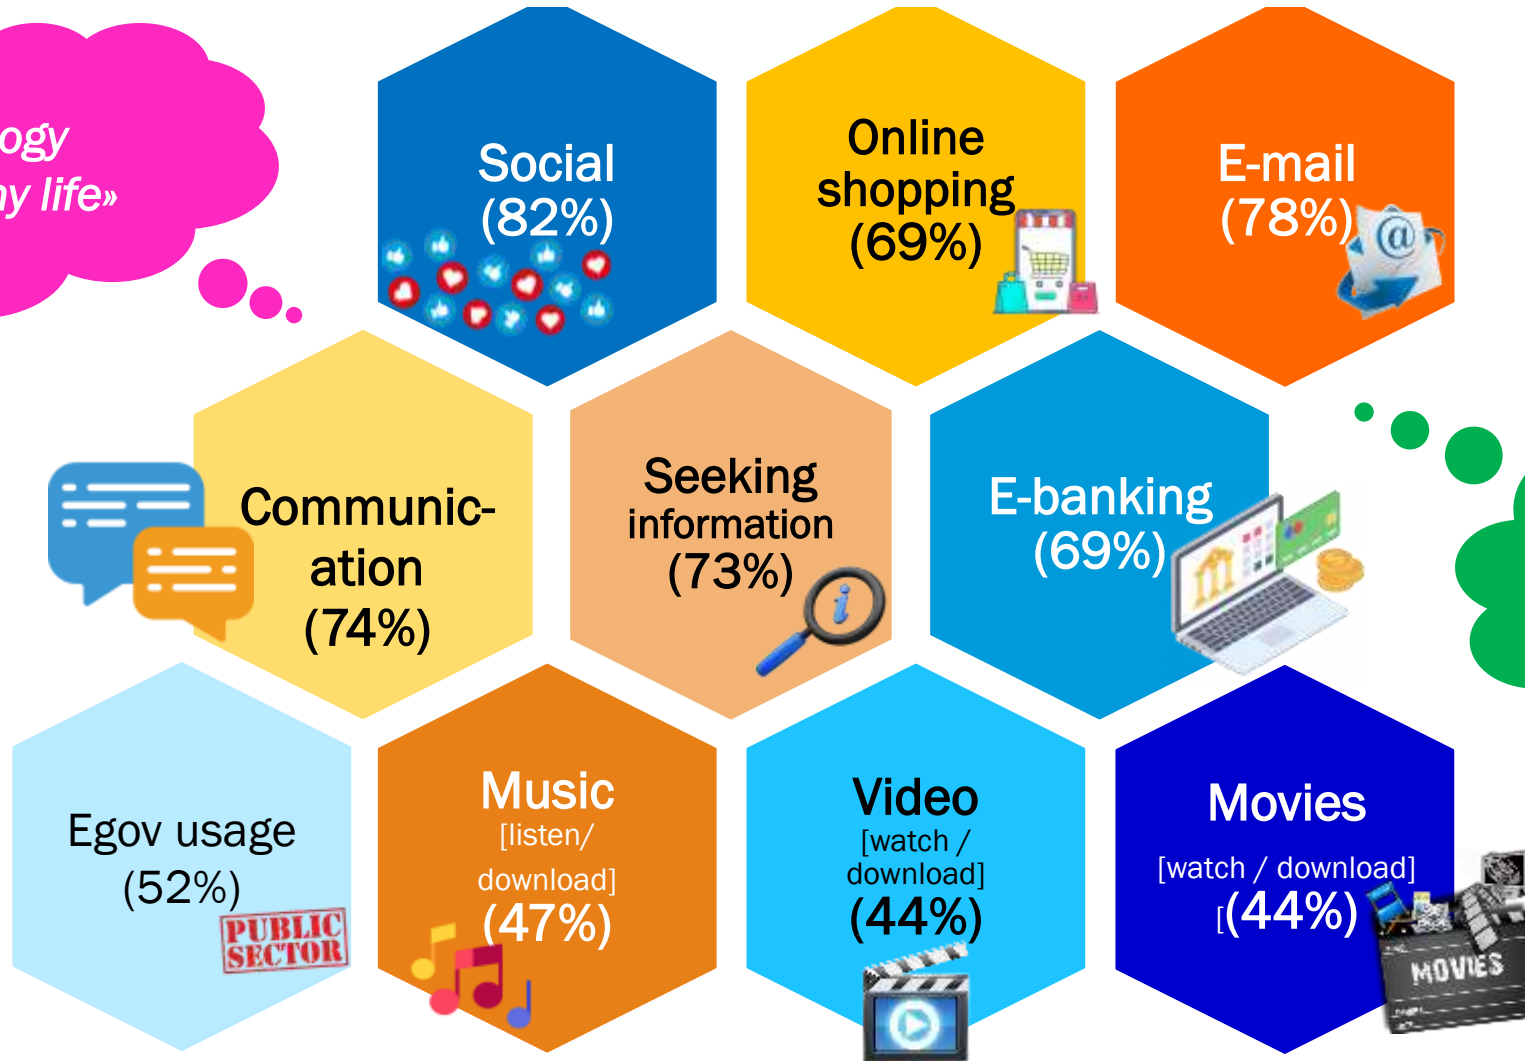 ogy
ny life»
Social
(82%)
Online
shopping
(69%)
E-mail
(78%)
@
Communic-
ation
(74%)
Seeking
information
(73%)
i
E-banking
(69%)
Egov usage
(52%)
PUBLIC
SECTOR
Music
[listen/
download]
(47%)
Video
[watch /
download]
(44%)
Movies
[watch / download]
[(44%)
MOVIES